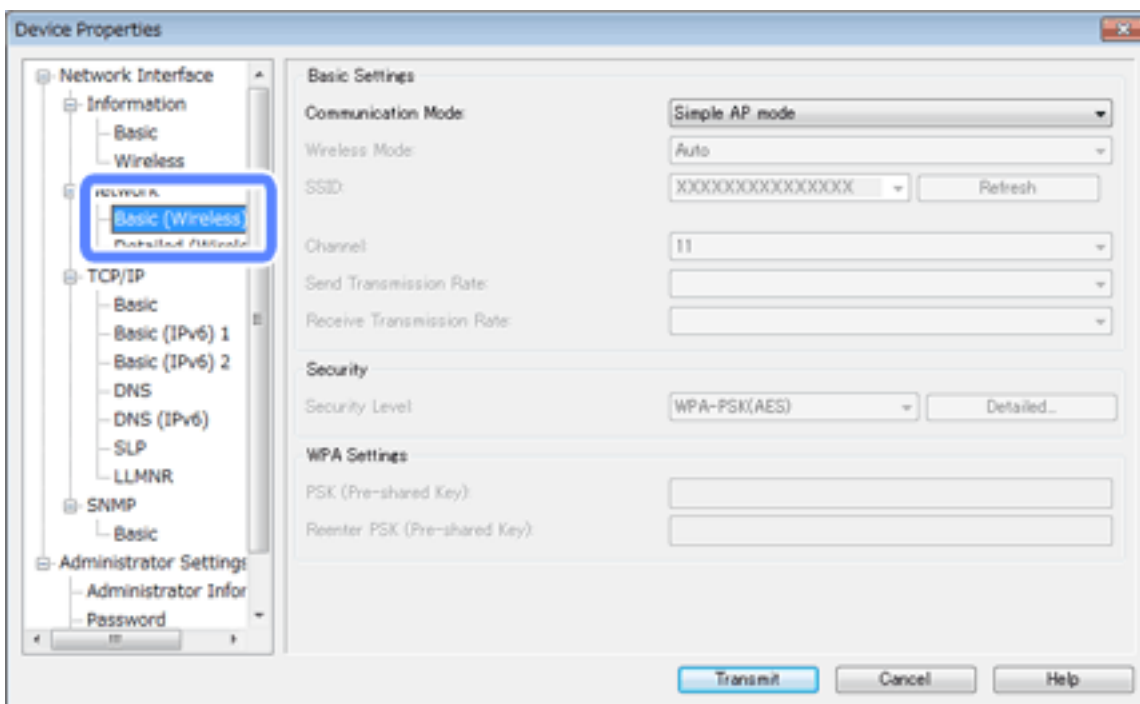 Device Properties
Network Interface
Information
Basic
Wireless
Network
Basic (Wireless)
TCP/IP
Basic
Basic (IPv6) 1
Basic (IPv6) 2
DNS
DNS (IPv6)
SLP
LLMNR
SNMP
Basic
Administrator Settings
Administrator Infor
Password
Basic Settings
Communication Mode:
Simple AP mode
Wireless Mode:
Auto
SSID:
XXXXXXXXXXXXXXX
Refresh
Channel:
11
Send Transmission Rate:
Receive Transmission Rate:
Security
Security Level:
WPA-PSK(AES)
Detailed...
WPA Settings
PSK (Pre-shared Key):
Reenter PSK (Pre-shared Key):
Transmit
Cancel
Help